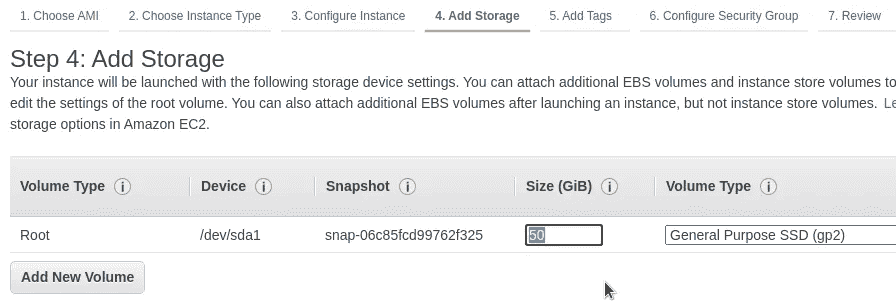 1. Choose AMI 2. Choose Instance Type 3. Configure Instance 4. Add Storage 5. Add Tags 6. Configure Security Group 7. Review
Step 4: Add Storage
Your instance will be launched with the following storage device settings. You can attach additional EBS volumes and instance store volumes to
edit the settings of the root volume. You can also attach additional EBS volumes after launching an instance, but not instance store volumes.
storage options in Amazon EC2.
Volume Type i Device i Snapshot i Size (GiB) i Volume Type i
Root /dev/sda1 snap-06c85fcd99762f325 50 General Purpose SSD (gp2)
Add New Volume